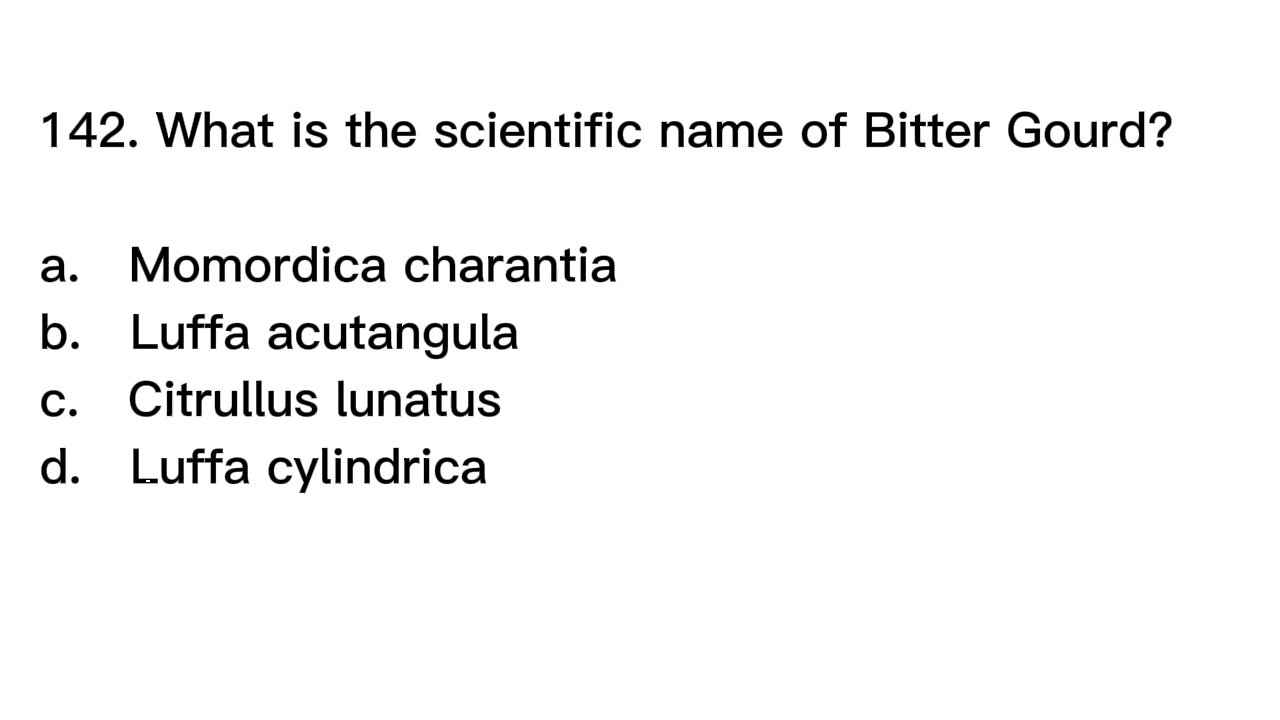 142. What is the scientific name of Bitter Gourd?
a. Momordica charantia
b. Luffa acutangula
c. Citrullus lunatus
d. Luffa cylindrica